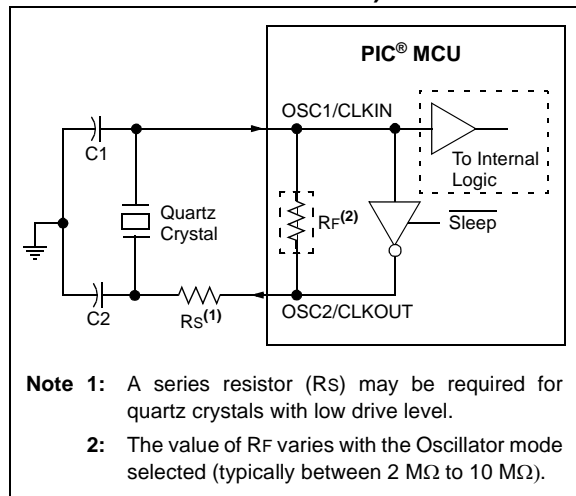 PIC® MCU
OSC1/CLKIN
C1
To Internal
Logic
Quartz
Crystal
RF(2)
Sleep
C2
RS(1)
OSC2/CLKOUT
Note 1: A series resistor (RS) may be required for
quartz crystals with low drive level.
2: The value of RF varies with the Oscillator mode
selected (typically between 2 MΩ to 10 MΩ).